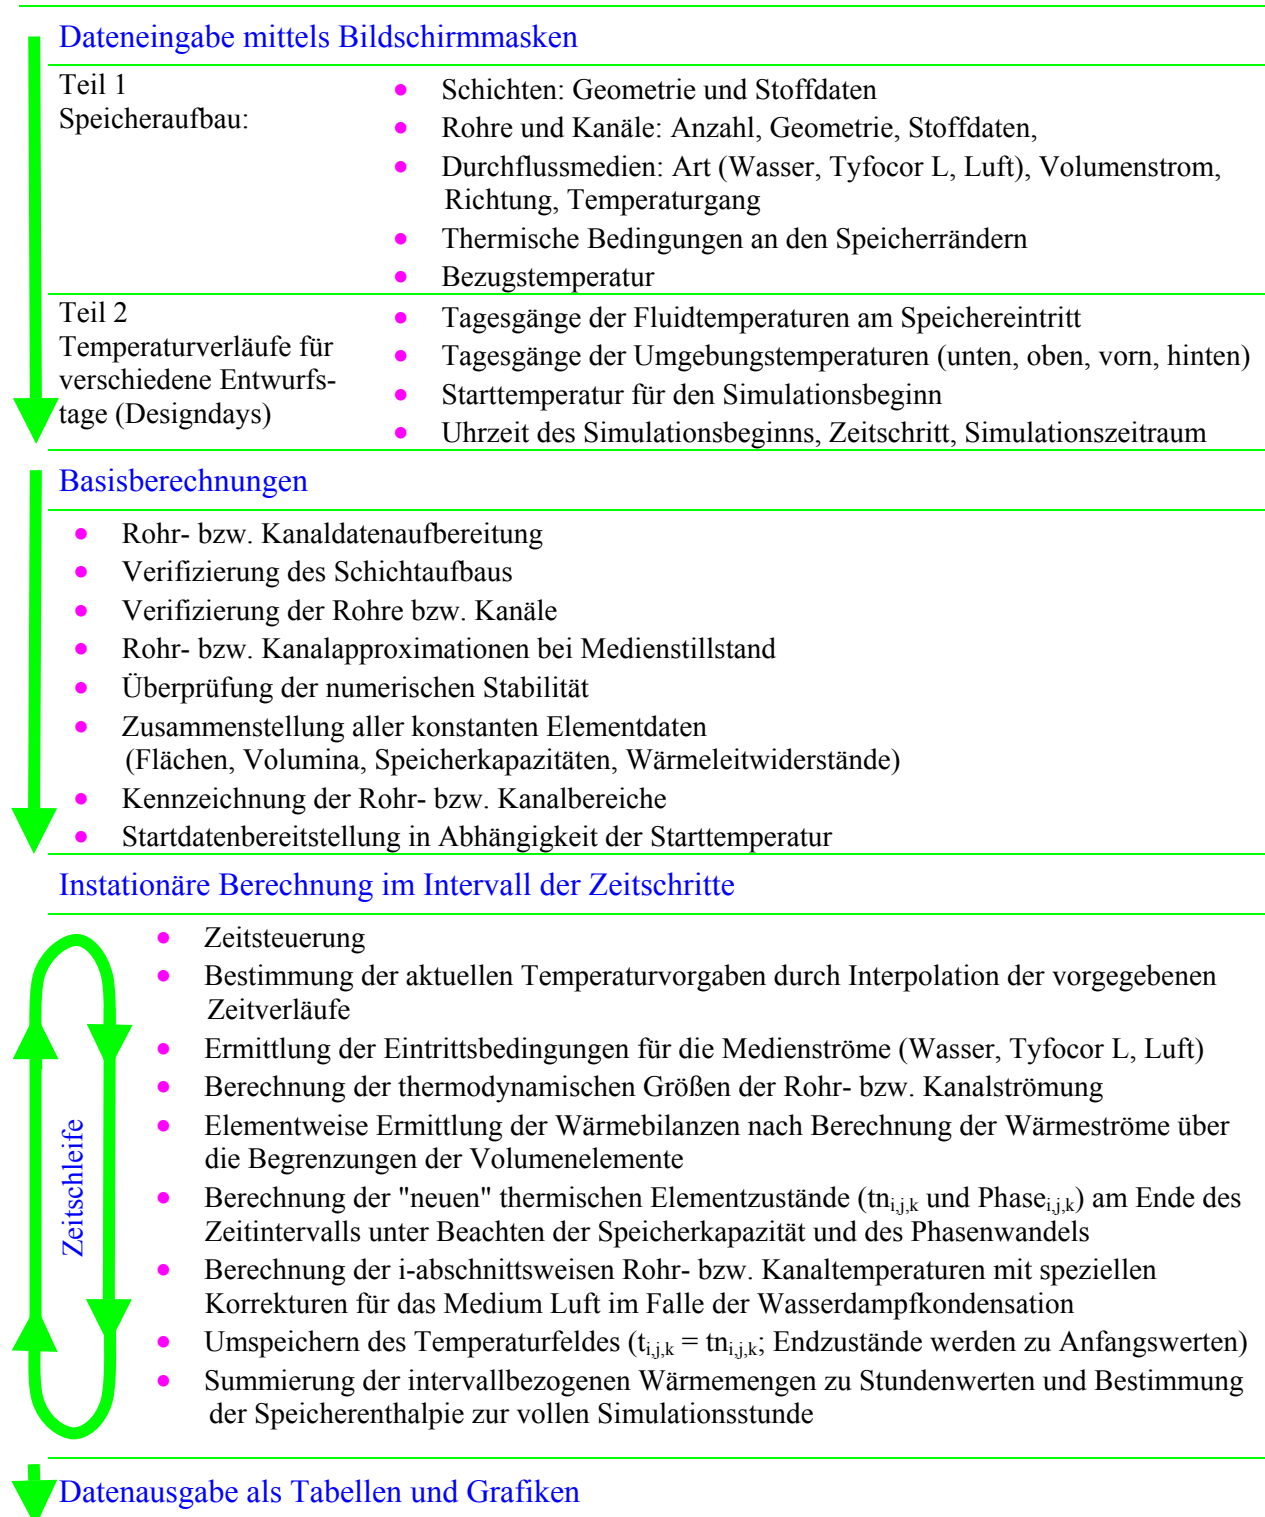 Dateneingabe mittels Bildschirmmasken
Teil 1
Speicheraufbau:
• Schichten: Geometrie und Stoffdaten
• Rohre und Kanäle: Anzahl, Geometrie, Stoffdaten,
• Durchflussmedien: Art (Wasser, Tyfocor L, Luft), Volumenstrom,
Richtung, Temperaturgang
• Thermische Bedingungen an den Speicherrändern
• Bezugstemperatur
Teil 2
Temperaturverläufe für
verschiedene Entwurfs-
tage (Designdays)
• Tagesgänge der Fluidtemperaturen am Speichereintritt
• Tagesgänge der Umgebungstemperaturen (unten, oben, vorn, hinten)
• Starttemperatur für den Simulationsbeginn
• Uhrzeit des Simulationsbeginns, Zeitschritt, Simulationszeitraum
Basisberechnungen
• Rohr- bzw. Kanaldatenaufbereitung
• Verifizierung des Schichtaufbaus
• Verifizierung der Rohre bzw. Kanäle
• Rohr- bzw. Kanalapproximationen bei Medienstillstand
• Überprüfung der numerischen Stabilität
• Zusammenstellung aller konstanten Elementdaten
(Flächen, Volumina, Speicherkapazitäten, Wärmeleitwiderstände)
• Kennzeichnung der Rohr- bzw. Kanalbereiche
• Startdatenbereitstellung in Abhängigkeit der Starttemperatur
Instationäre Berechnung im Intervall der Zeitschritte
Zeitschleife
• Zeitsteuerung
• Bestimmung der aktuellen Temperaturvorgaben durch Interpolation der vorgegebenen
Zeitverläufe
• Ermittlung der Eintrittsbedingungen für die Medienströme (Wasser, Tyfocor L, Luft)
• Berechnung der thermodynamischen Größen der Rohr- bzw. Kanalströmung
• Elementweise Ermittlung der Wärmebilanzen nach Berechnung der Wärmeströme über
die Begrenzungen der Volumenelemente
• Berechnung der "neuen" thermischen Elementzustände (tni,j,k und Phasei,j,k) am Ende des
Zeitintervalls unter Beachten der Speicherkapazität und des Phasenwandels
• Berechnung der i-abschnittsweisen Rohr- bzw. Kanaltemperaturen mit speziellen
Korrekturen für das Medium Luft im Falle der Wasserdampfkondensation
• Umspeichern des Temperaturfeldes (ti,j,k = tni,j,k; Endzustände werden zu Anfangswerten)
• Summierung der intervallbezogenen Wärmemengen zu Stundenwerten und Bestimmung
der Speicherenthalpie zur vollen Simulationsstunde
Datenausgabe als Tabellen und Grafiken